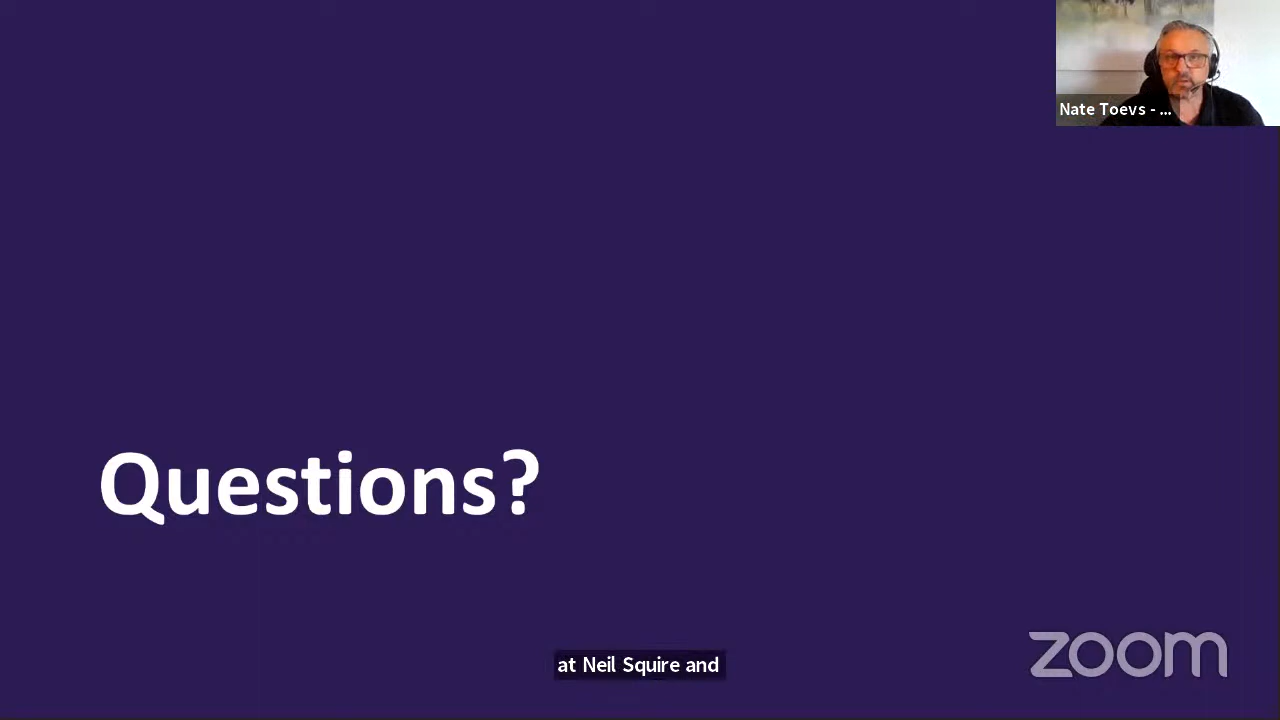 Nate Toevs - ...
Questions?
at Neil Squire and
zoom